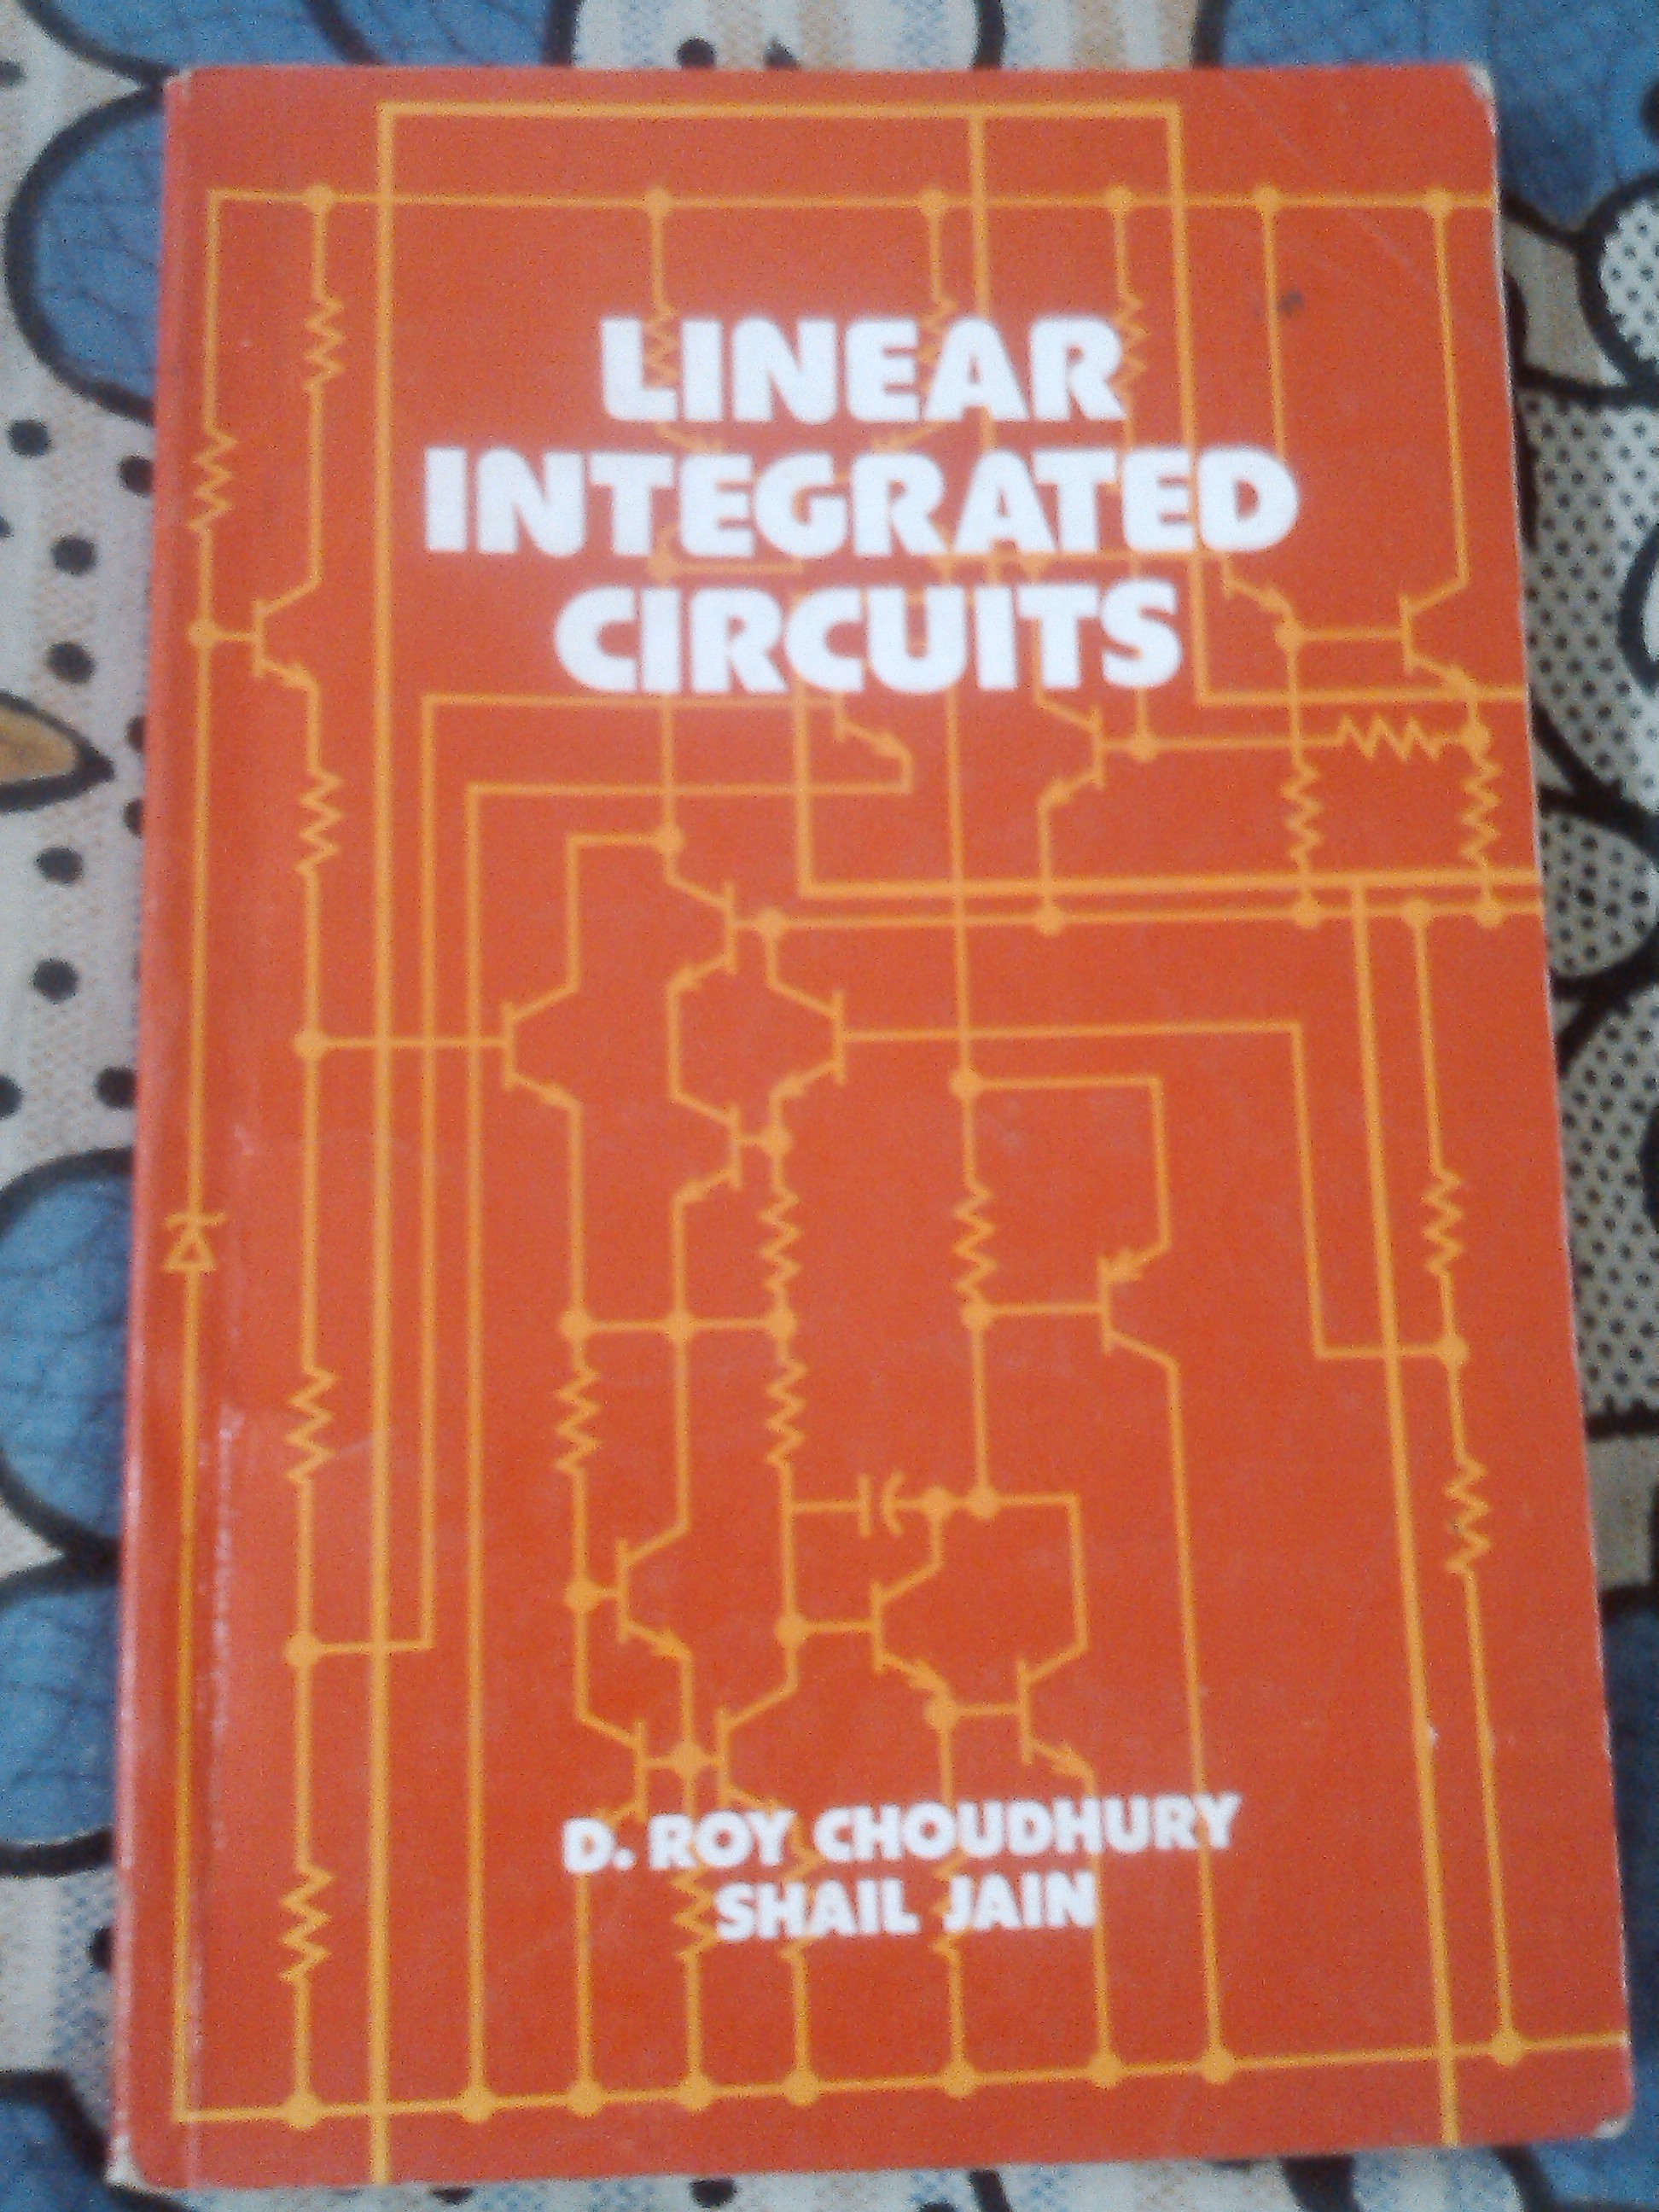 LINEAR
INTEGRATED
CIRCUITS
D. ROY CHOUDHURY
SHAIL JAIN